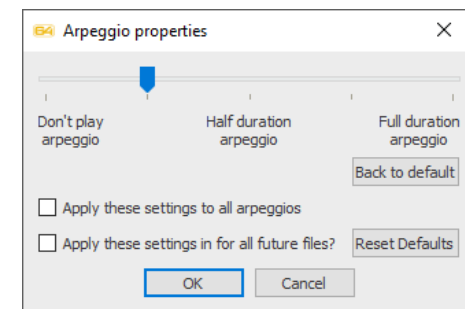 64 Arpeggio properties
Don't play arpeggio
Half duration arpeggio
Full duration arpeggio
Back to default
Apply these settings to all arpeggios
Apply these settings in for all future files?
Reset Defaults
OK
Cancel